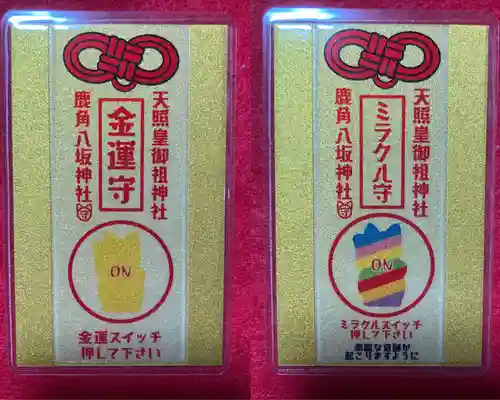 天照皇御祖神社
金運守
鹿角八坂神社
守
ON
金運スイッチ
押して下さい
天照皇御祖神社
ミラクル守
鹿角八坂神社
守
ON
ミラクルスイッチ
押して下さい
素敵な奇跡が
起こりますように